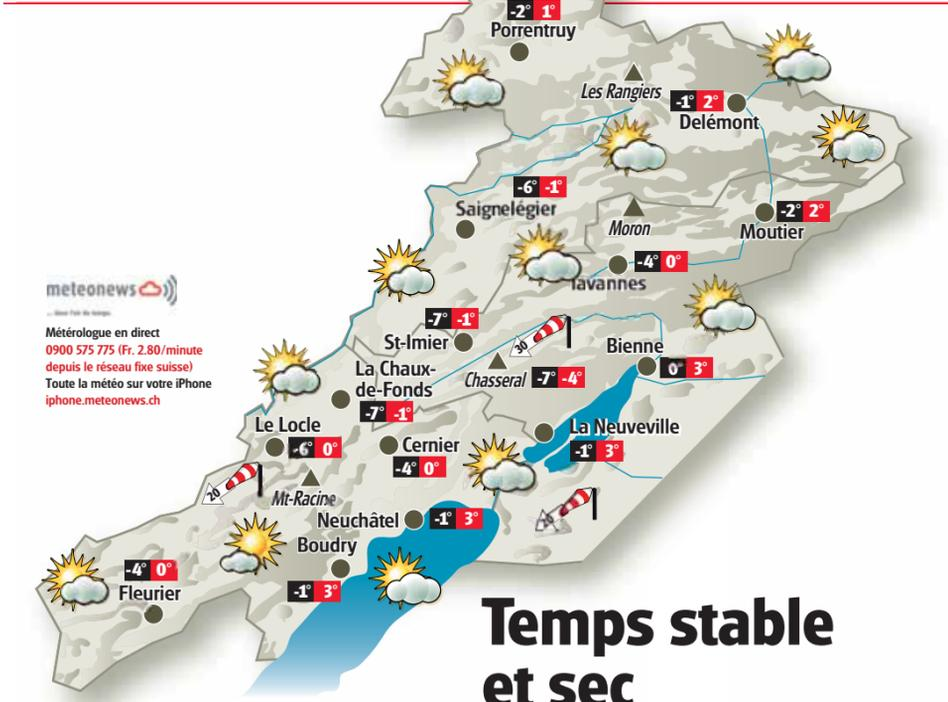 -2° 1°
Porrentruy
Les Rangiers
-1° 2°
Delémont
-6° -1°
Saignelégier
Moron
-2° 2°
Moutier
-4° 0°
Tavannes
meteonews
Météorologue en direct
0900 575 775 (Fr. 2.80/minute
depuis le réseau fixe suisse)
Toute la météo sur votre iPhone
iphone.meteonews.ch
-7° -1°
St-Imier
30
Chasseral
-7° -4°
Bienne
0° 3°
La Chaux-
de-Fonds
-7° -1°
Le Locle
-6° 0°
Cernier
-4° 0°
La Neuveville
-1° 3°
20
Mt-Racine
Neuchâtel
-1° 3°
Boudry
-1° 3°
-4° 0°
Fleurier
Temps stable
et sec